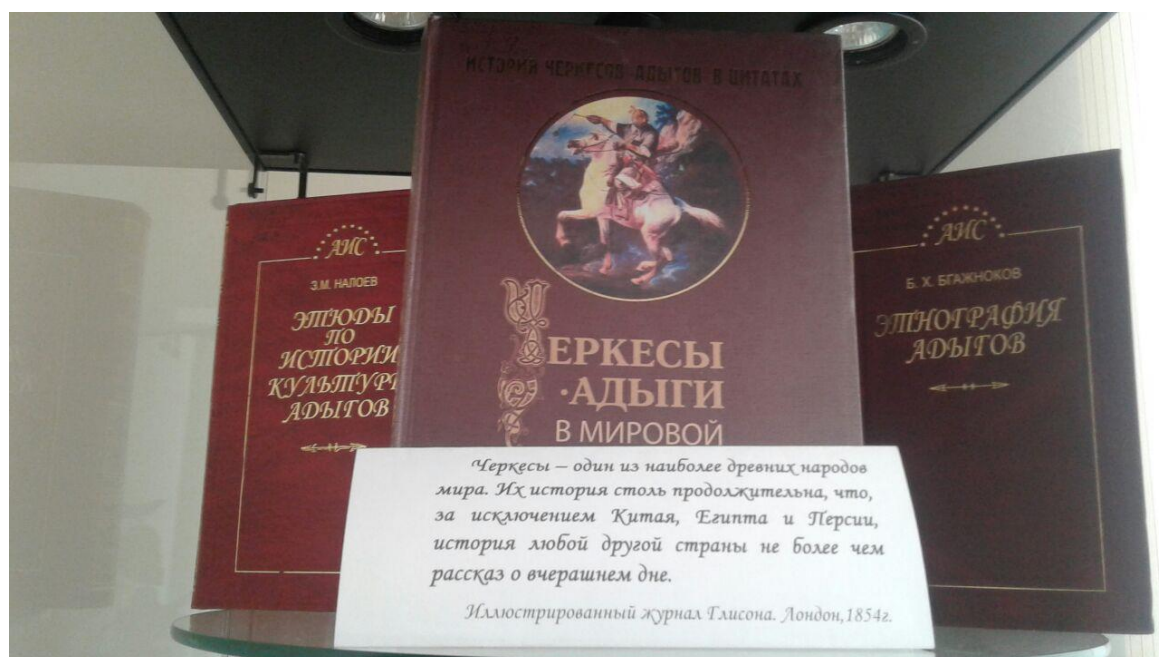 ИСТОРИЯ ЧЕРКЕСОВ-АДЫГОВ В ЦИТАТАХ
АИС
З.М. НАЛОЕВ
ЭТЮДЫ
ПО
ИСТОРИИ
КУЛЬТУРЫ
АДЫГОВ
ЧЕРКЕСЫ
·АДЫГИ
В МИРОВОЙ
АИС
Б. Х. БГАЖНОКОВ
ЭТНОГРАФИЯ
АДЫГОВ
Черкесы – один из наиболее древних народов
мира. Их история столь продолжительна, что,
за исключением Китая, Египта и Персии,
история любой другой страны не более чем
рассказ о вчерашнем дне.
Иллюстрированный журнал Глисона. Лондон,1854г.